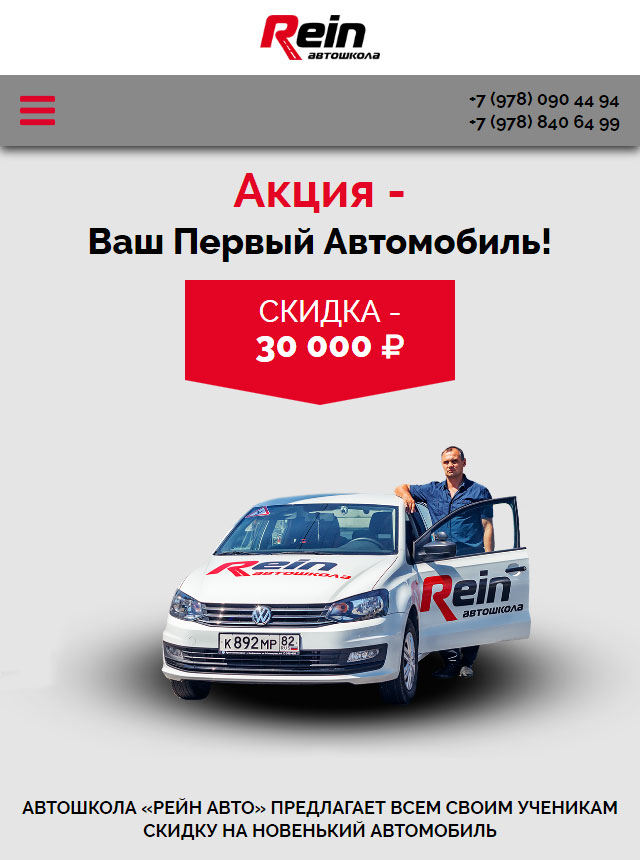 Rein
автошкола
+7 (978) 090 44 94
+7 (978) 840 64 99
Акция -
Ваш Первый Автомобиль!
СКИДКА -
30 000 ₽
Rein
автошкола
Rein
автошкола
К 892 МР 82
RUS
АВТОШКОЛА «РЕЙН АВТО» ПРЕДЛАГАЕТ ВСЕМ СВОИМ УЧЕНИКАМ
СКИДКУ НА НОВЕНЬКИЙ АВТОМОБИЛЬ